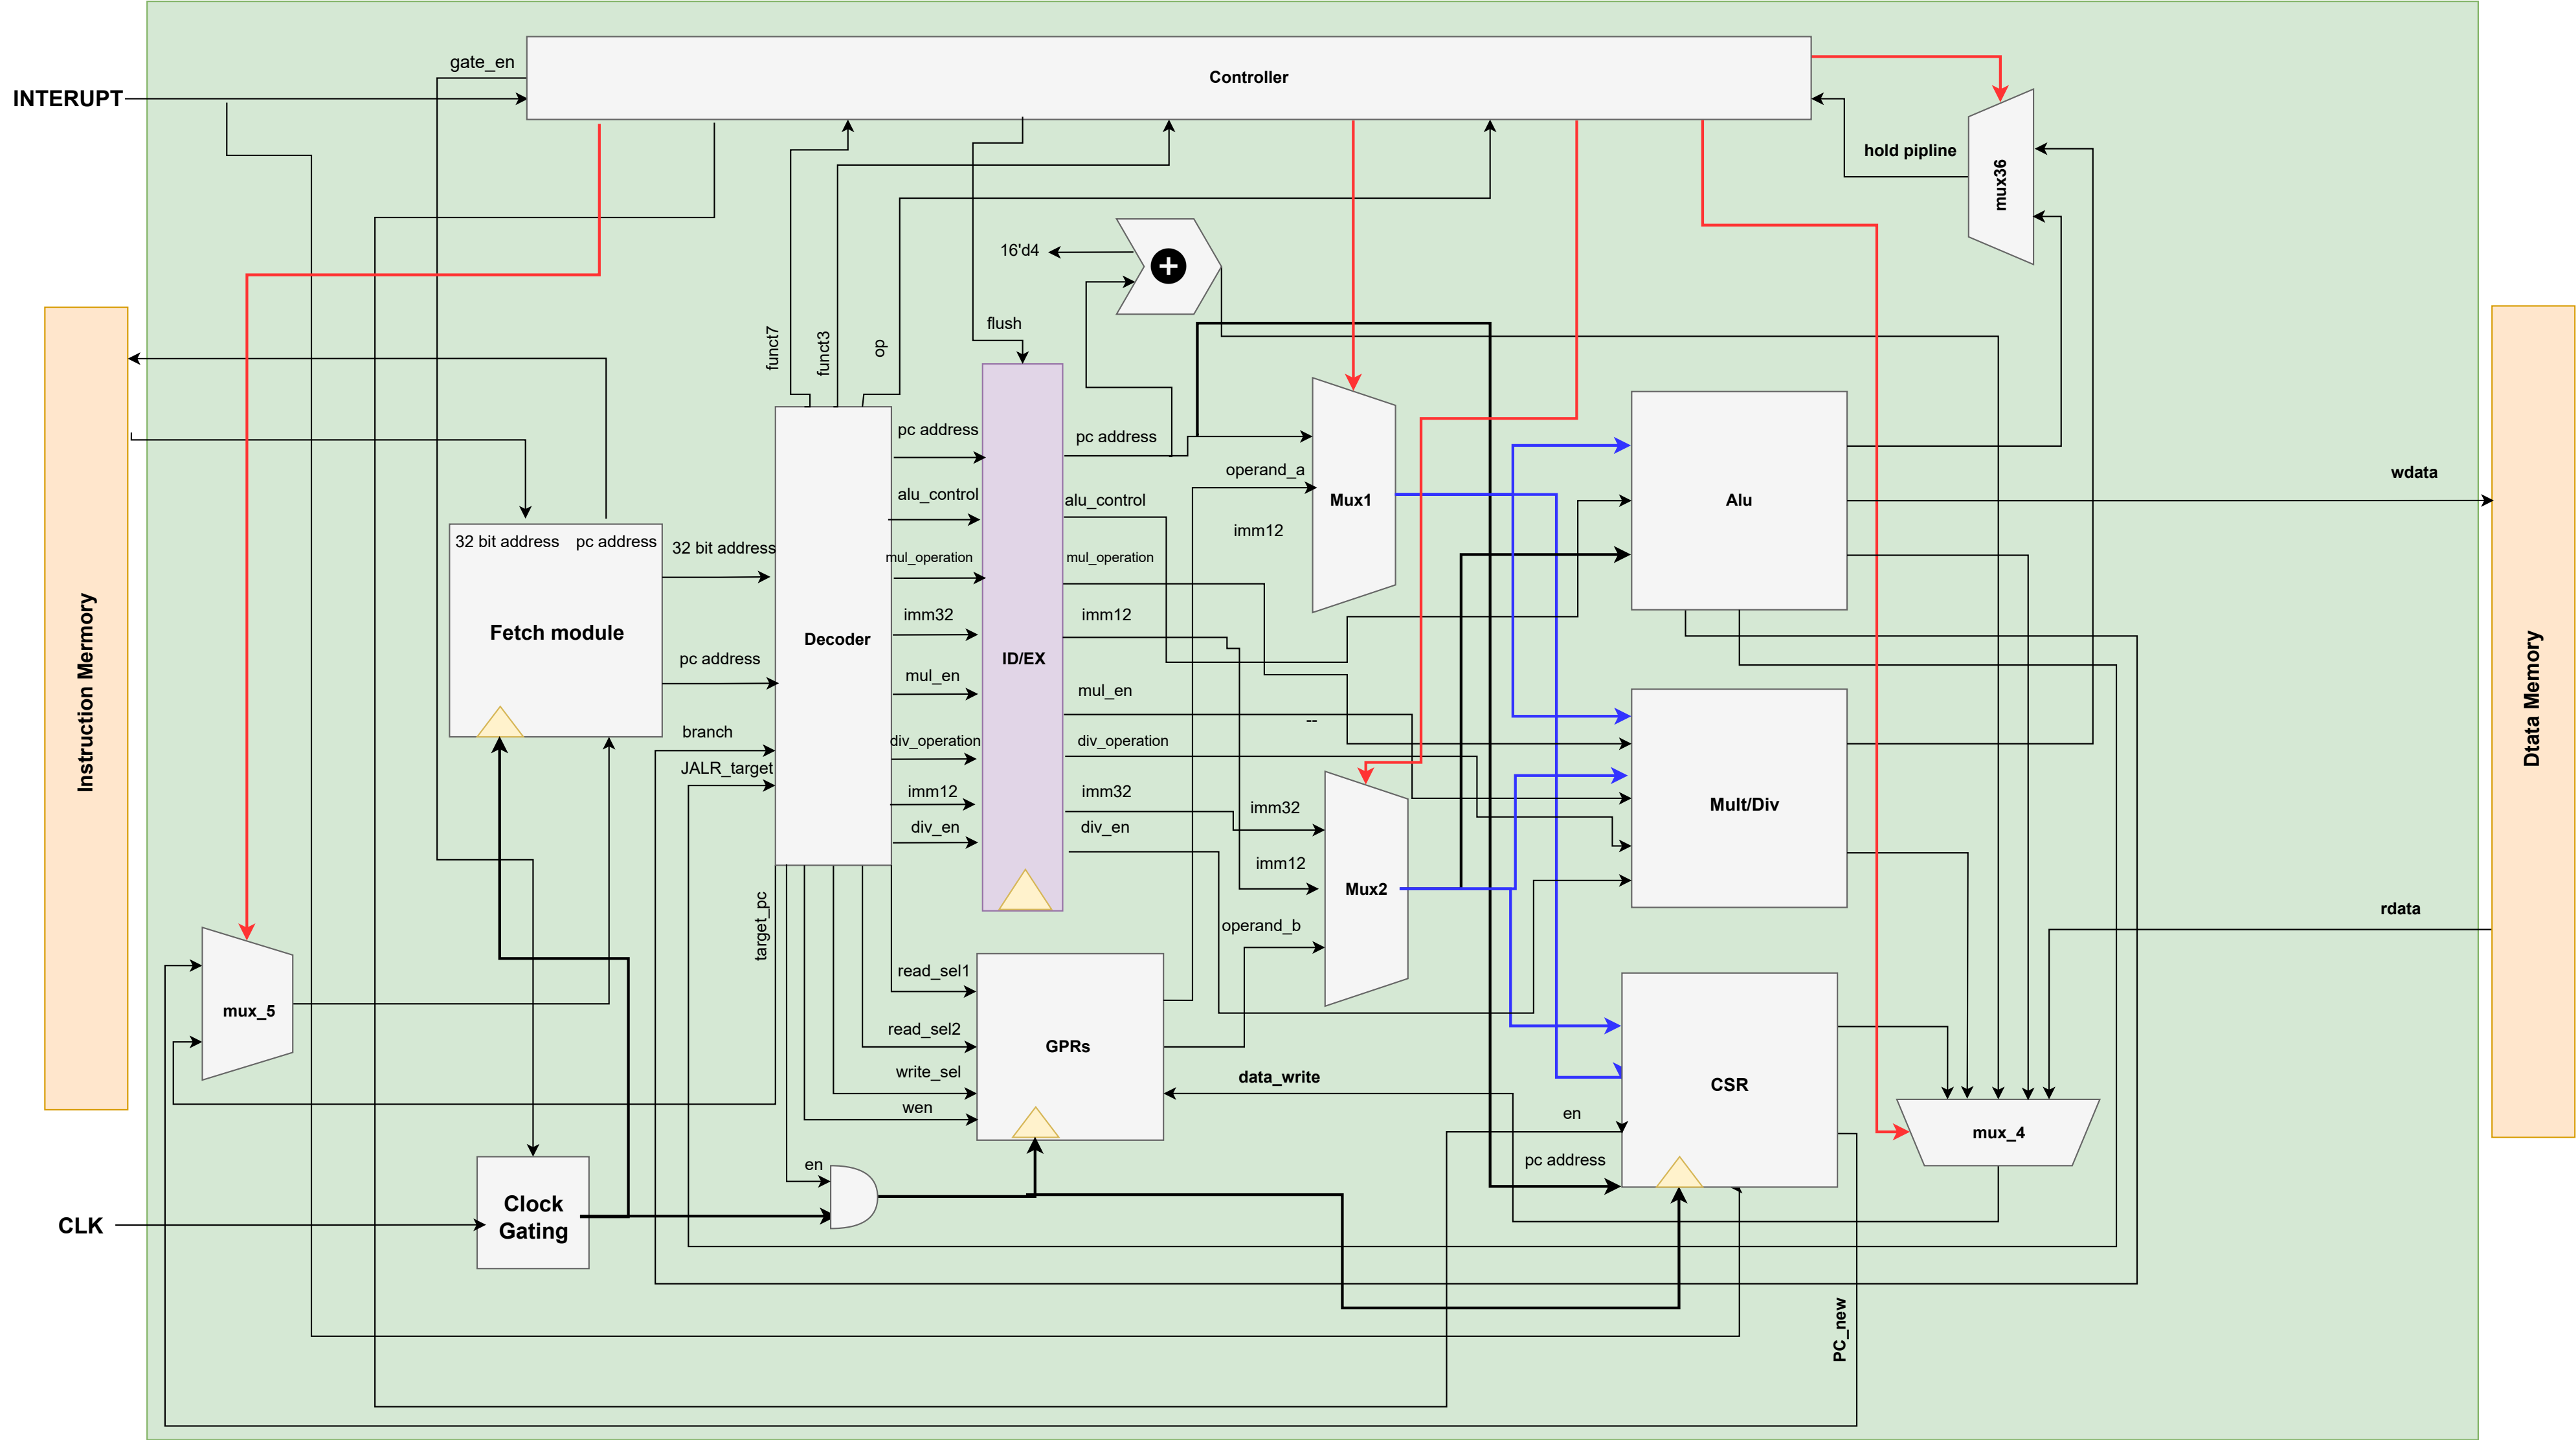 Controller
gate_en
INTERUPT
hold pipline
mux36
16'd4
flush
funct7
funct3
op
pc address
pc address
operand_a
alu_control
alu_control
imm12
Mux1
Alu
wdata
32 bit address
pc address
32 bit address
mul_operation
mul_operation
Fetch module
Decoder
imm32
imm12
ID/EX
pc address
mul_en
mul_en
--
branch
div_operation
div_operation
JALR_target
imm12
imm32
imm32
div_en
div_en
Mult/Div
imm12
Mux2
Instruction Mermory
Dtata Memory
target_pc
operand_b
rdata
read_sel1
mux_5
read_sel2
GPRs
write_sel
data_write
wen
CSR
en
mux_4
en
pc address
Clock
Gating
CLK
PC_new